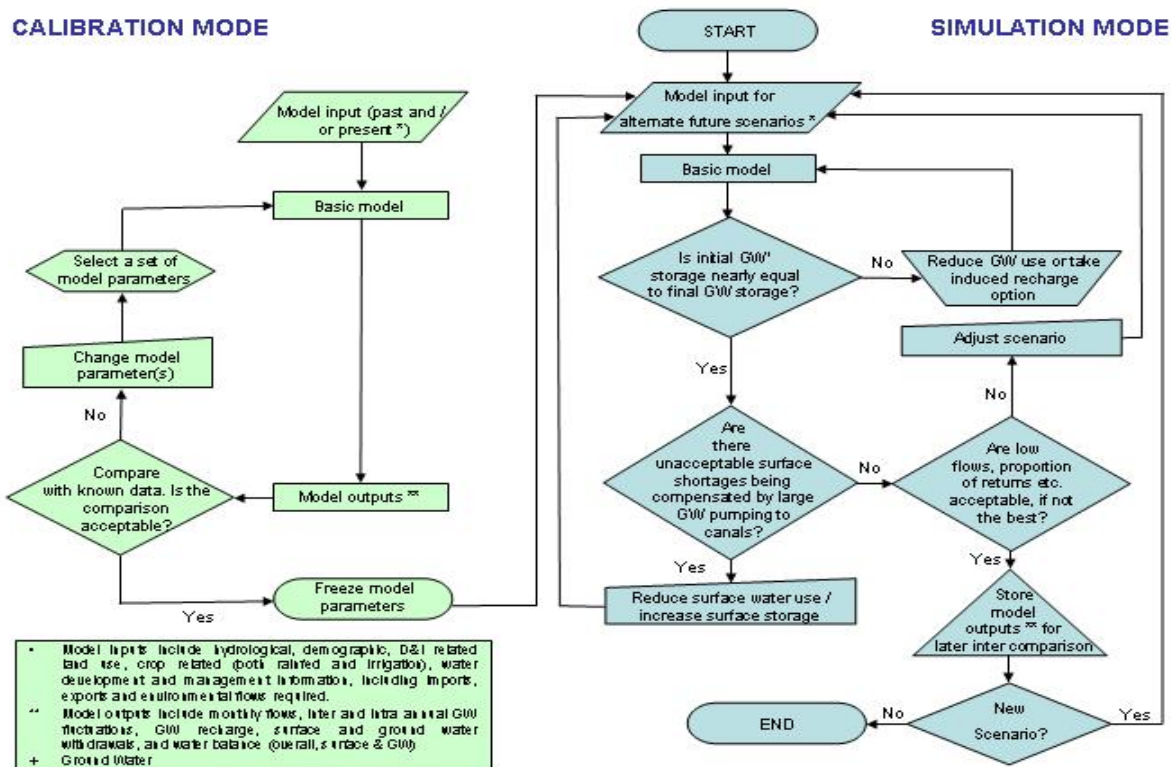 CALIBRATION MODE
Model input (past and /
or present *)
Basic model
Select a set of
model parameters
Change model
parameter(s)
No
Compare
with known data. Is the
comparison
acceptable?
Model outputs **
Yes
Freeze model
parameters
* Model inputs include hydrological, demographic, D&I related
land use, crop related (both rainfed and irrigation), water
development and management information, including imports,
exports and environmental flows required.
** Model outputs include monthly flows, inter and intra annual GW
fluctuations, GW recharge, surface and ground water
withdrawals, and water balance (overall, surface & GW)
+ Ground Water
SIMULATION MODE
START
Model input for
alternate future scenarios *
Basic model
Is initial GW+
storage nearly equal
to final GW storage?
No
Reduce GW use or take
induced recharge
option
Yes
Adjust scenario
No
Are
there
unacceptable surface
shortages being
compensated by large
GW pumping to
canals?
No
Are low
flows, proportion
of returns etc.
acceptable, if not
the best?
Yes
Reduce surface water use /
increase surface storage
Yes
Store
model
outputs ** for
later inter comparison
New
Scenario?
Yes
No
END